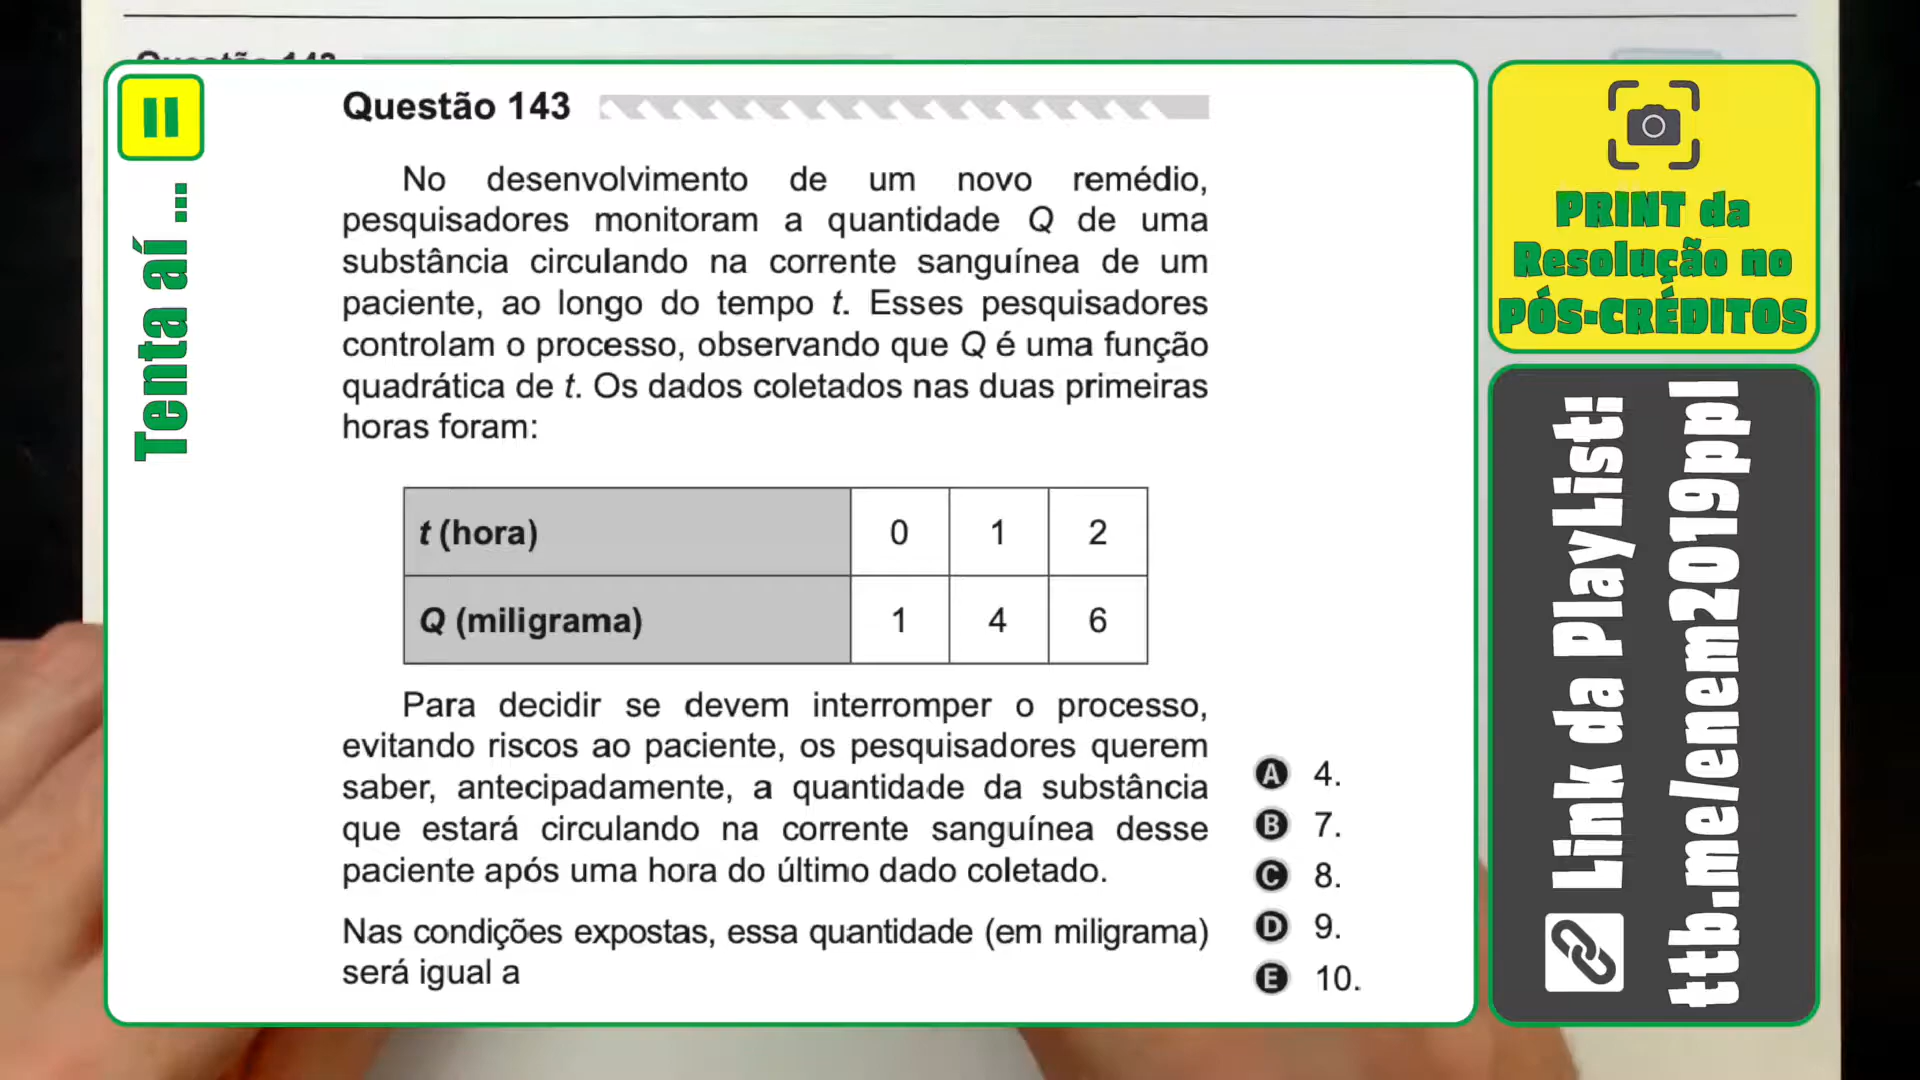 Questão 143
Questão 143
Tenta aí ...
No desenvolvimento de um novo remédio,
pesquisadores monitoram a quantidade Q de uma
substância circulando na corrente sanguínea de um
paciente, ao longo do tempo t. Esses pesquisadores
controlam o processo, observando que Q é uma função
quadrática de t. Os dados coletados nas duas primeiras
horas foram:
t (hora) 0 1 2
Q (miligrama) 1 4 6
Para decidir se devem interromper o processo,
evitando riscos ao paciente, os pesquisadores querem
saber, antecipadamente, a quantidade da substância
que estará circulando na corrente sanguínea desse
paciente após uma hora do último dado coletado.
Nas condições expostas, essa quantidade (em miligrama)
será igual a
A 4.
B 7.
C 8.
D 9.
E 10.
PRINT da
Resolução no
PÓS-CRÉDITOS
Link da PlayList:
ttb.me/enem2019ppl